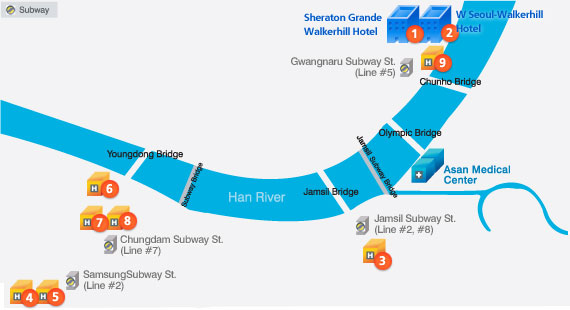 Subway
Sheraton Grande
Walkerhill Hotel
1
2
W Seoul-Walkerhill
Hotel
H 9
Gwangnaru Subway St.
(Line #5)
Chunho Bridge
Olympic Bridge
Jamsil Subway Bridge
Asan Medical
Center
Youngdong Bridge
Subway Bridge
H 6
Han River
Jamsil Bridge
H 7
H 8
Chungdam Subway St.
(Line #7)
Jamsil Subway St.
(Line #2, #8)
H 3
SamsungSubway St.
(Line #2)
H 4
H 5